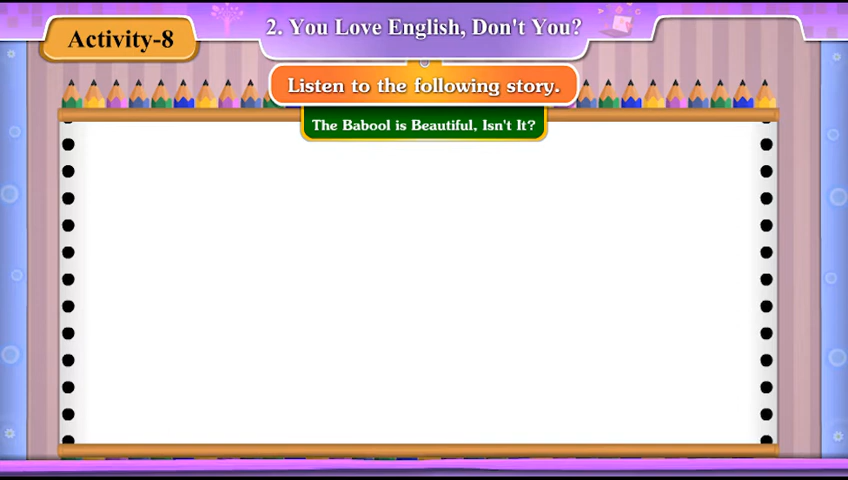 2. You Love English, Don't You?
Activity-8
Listen to the following story.
The Babool is Beautiful, Isn't It?